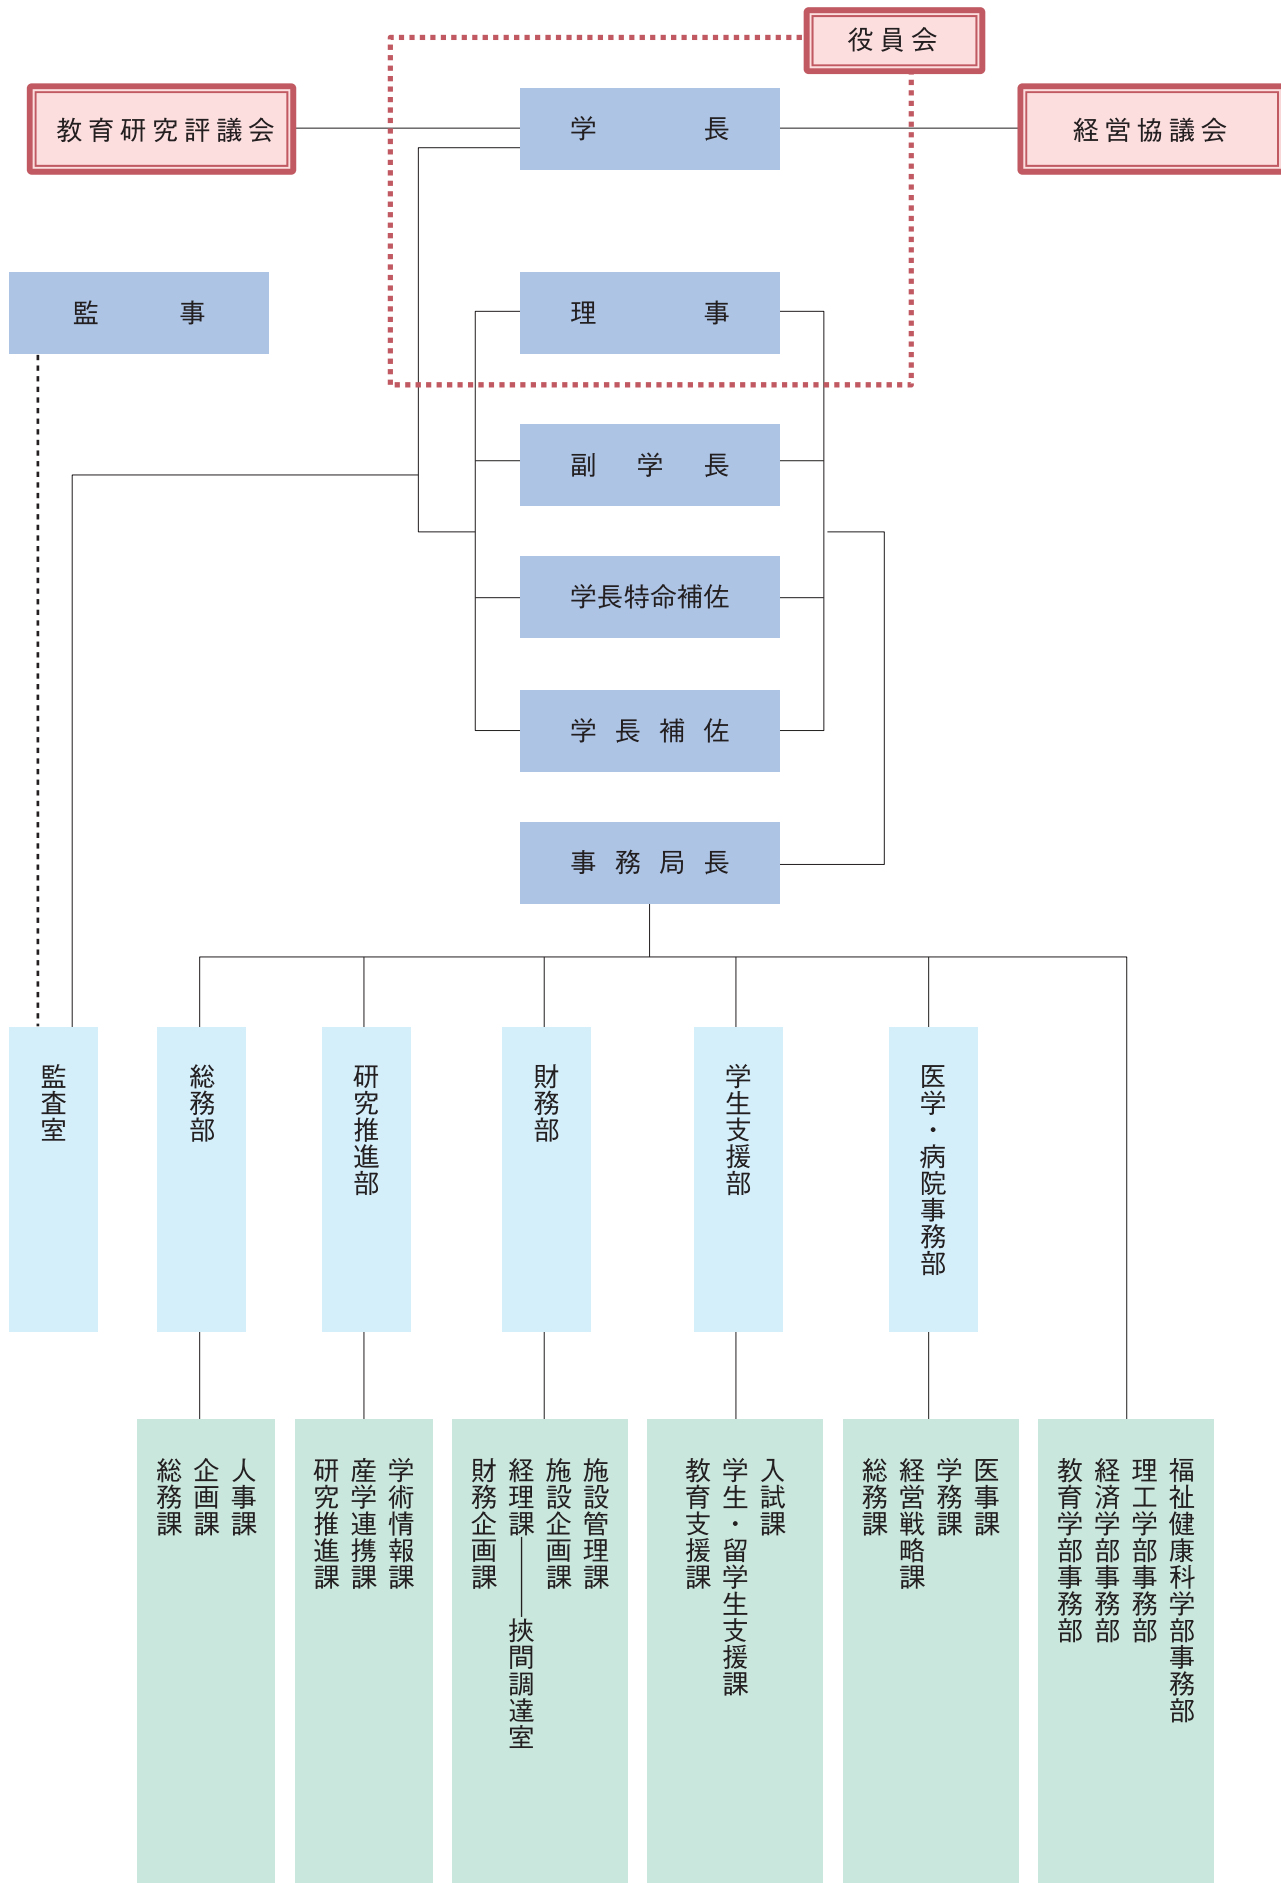 役員会
教育研究評議会
学長
経営協議会
監事
理事
副学長
学長特命補佐
学長補佐
事務局長
監査室
総務部
研究推進部
財務部
学生支援部
医学・病院事務部
総務課
企画課
人事課
研究推進課
産学連携課
学術情報課
財務企画課
経理課
挾間調達室
施設企画課
施設管理課
教育支援課
学生・留学生支援課
入試課
総務課
経営戦略課
学務課
医事課
教育学部事務部
経済学部事務部
理工学部事務部
福祉健康科学部事務部